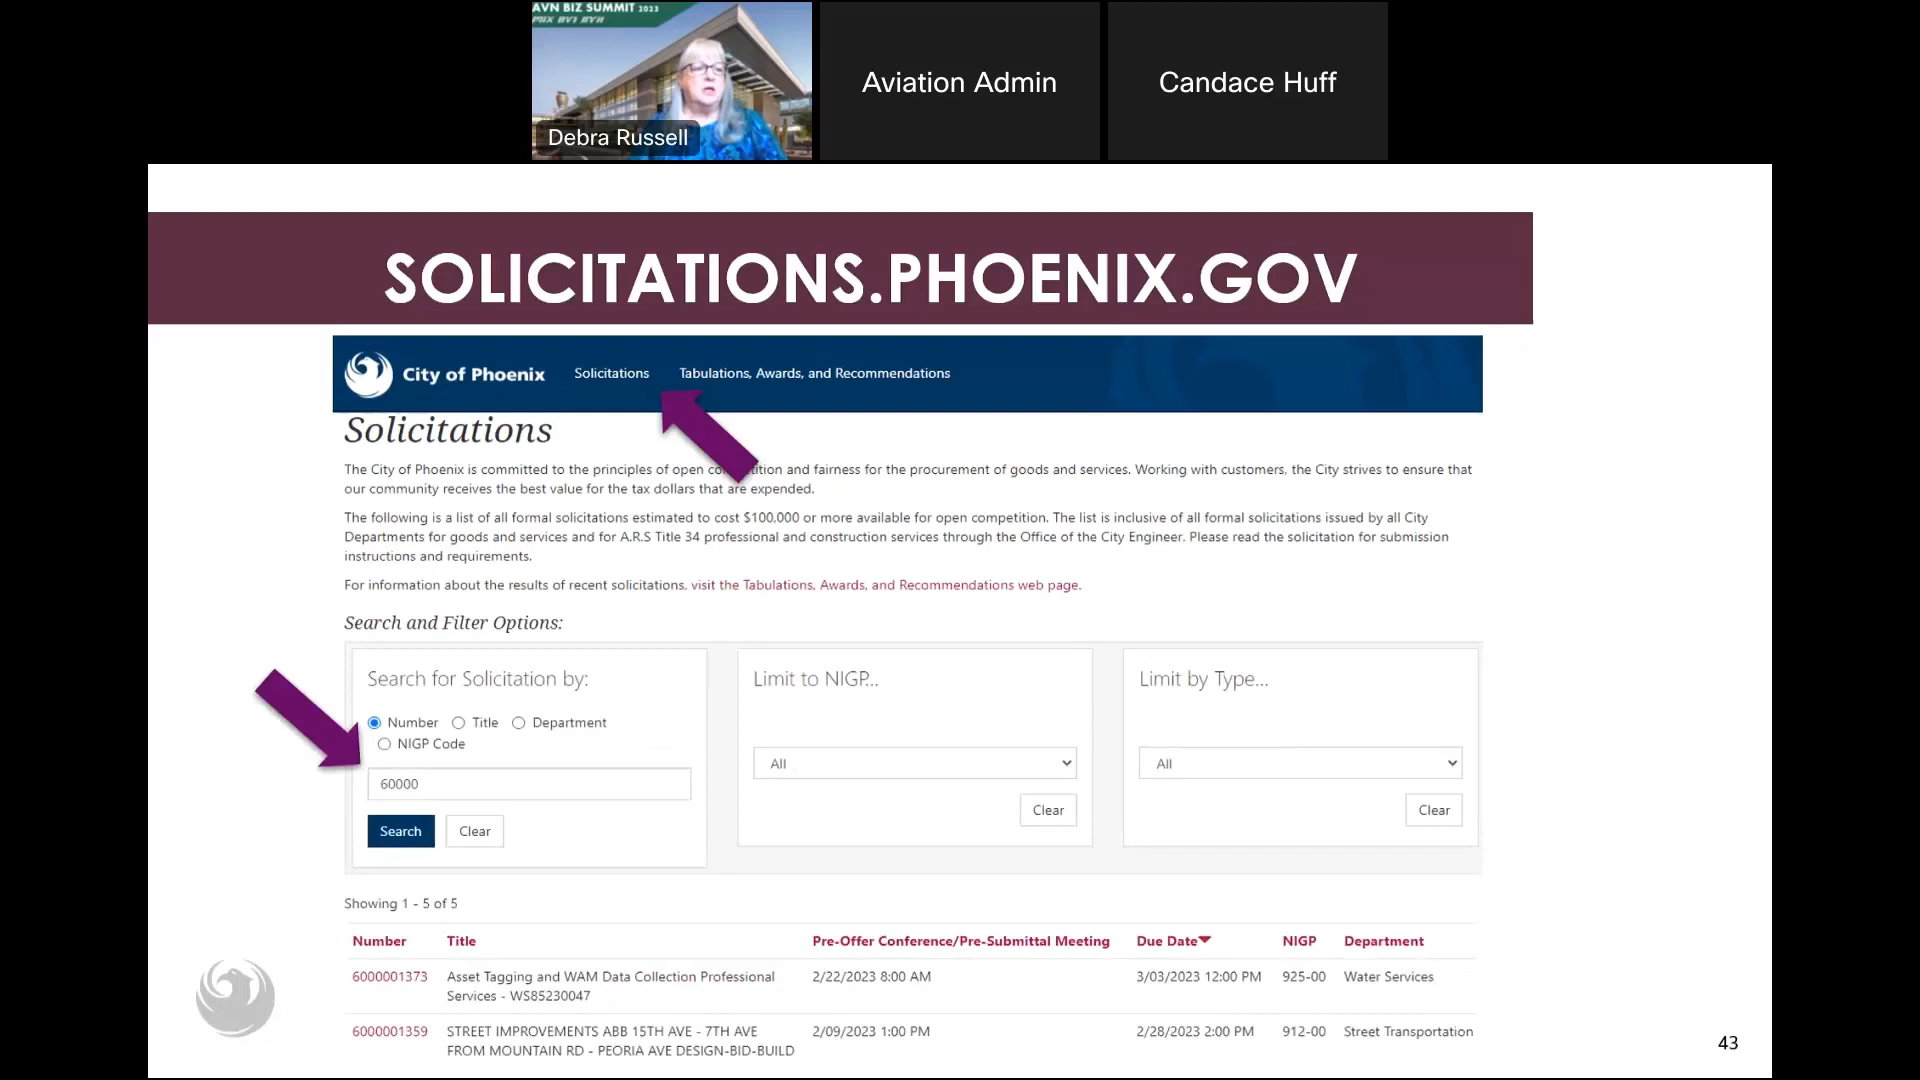 AVN BIZ SUMMIT 2023
PHX DVT GYR
Debra Russell
Aviation Admin
Candace Huff
SOLICITATIONS.PHOENIX.GOV
City of Phoenix Solicitations Tabulations, Awards, and Recommendations
Solicitations
The City of Phoenix is committed to the principles of open co ition and fairness for the procurement of goods and services. Working with customers, the City strives to ensure that
our community receives the best value for the tax dollars that are expended.
The following is a list of all formal solicitations estimated to cost $100,000 or more available for open competition. The list is inclusive of all formal solicitations issued by all City
Departments for goods and services and for A.R.S Title 34 professional and construction services through the Office of the City Engineer. Please read the solicitation for submission
instructions and requirements.
For information about the results of recent solicitations, visit the Tabulations, Awards, and Recommendations web page.
Search and Filter Options:
Search for Solicitation by:
Number Title Department
NIGP Code
60000
Search Clear
Limit to NIGP...
All
Clear
Limit by Type...
All
Clear
Showing 1 - 5 of 5
Number Title Pre-Offer Conference/Pre-Submittal Meeting Due Date NIGP Department
6000001373 Asset Tagging and WAM Data Collection Professional 2/22/2023 8:00 AM 3/03/2023 12:00 PM 925-00 Water Services
Services - WS85230047
6000001359 STREET IMPROVEMENTS ABB 15TH AVE - 7TH AVE 2/09/2023 1:00 PM 2/28/2023 2:00 PM 912-00 Street Transportation
FROM MOUNTAIN RD - PEORIA AVE DESIGN-BID-BUILD
43